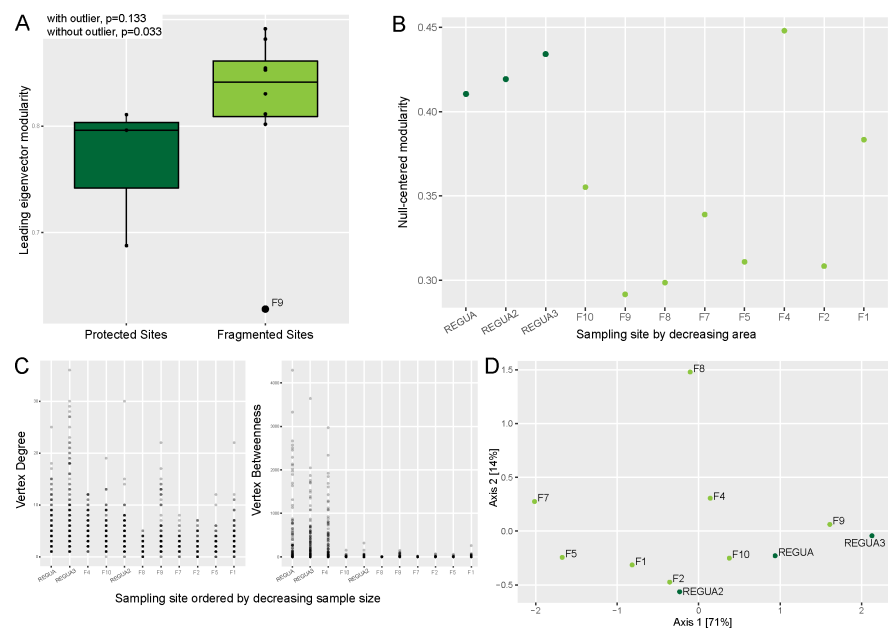 A
with outlier, p=0.133
without outlier, p=0.033
Leading eigenvector modularity
0.8
0.7
F9
Protected Sites
Fragmented Sites
B
Null-centered modularity
0.45
0.40
0.35
0.30
REGUA
REGUA2
REGUA3
F10
F9
F8
F7
F5
F4
F2
F1
Sampling site by decreasing area
C
Vertex Degree
0
REGUA
REGUA3
F4
F10
REGUA2
F7
F2
F5
F1
Vertex Betweenness
0
REGUA
REGUA3
F4
F10
REGUA2
F7
F2
F5
F1
Sampling site ordered by decreasing sample size
D
Axis 2 [14%]
1.5
1.0
0.5
0.0
−0.5
F8
F7
F4
F9
REGUA3
F5
F1
F10
REGUA
F2
REGUA2
−2
−1
0
1
2
Axis 1 [71%]